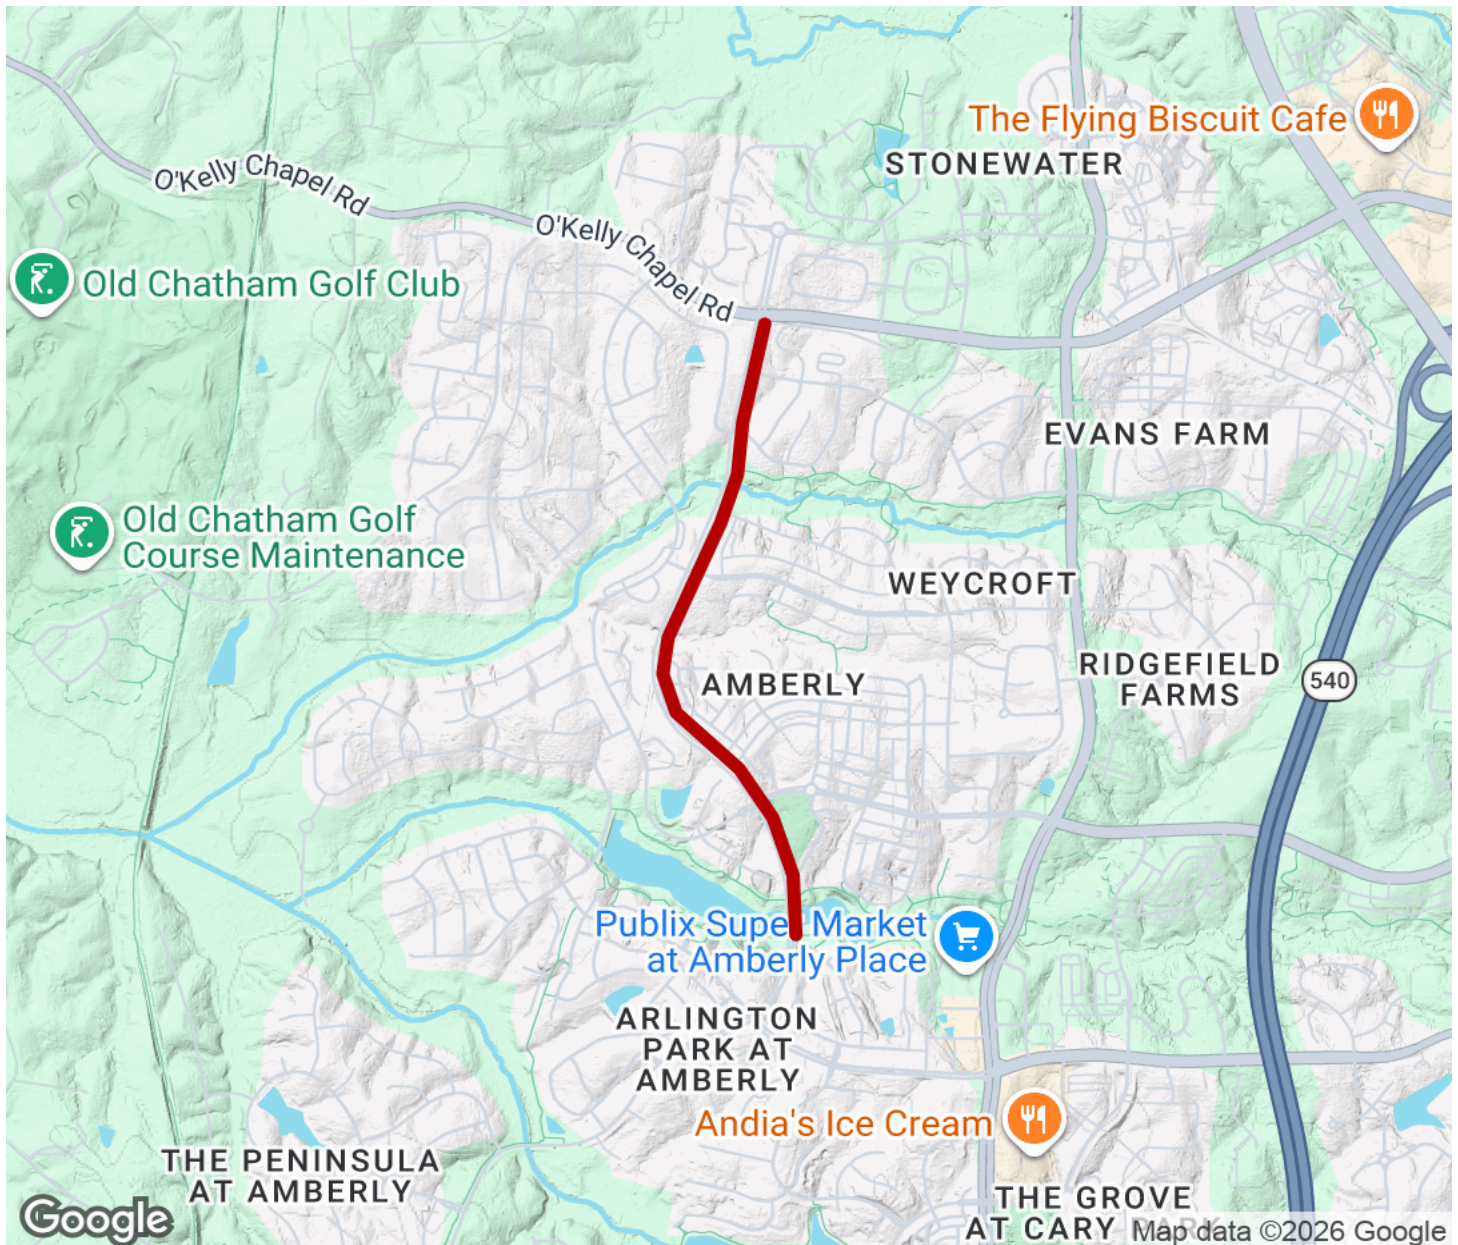 The Flying Biscuit Cafe
STONEWATER
O'Kelly Chapel Rd
O'Kelly Chapel Rd
Old Chatham Golf Club
EVANS FARM
Old Chatham Golf
Course Maintenance
WEYCROFT
AMBERLY
RIDGEFIELD
FARMS
540
Publix Super Market
at Amberly Place
ARLINGTON
PARK AT
AMBERLY
Andia's Ice Cream
THE PENINSULA
AT AMBERLY
THE GROVE
AT CARY PARK
Google
Map data ©2026 Google